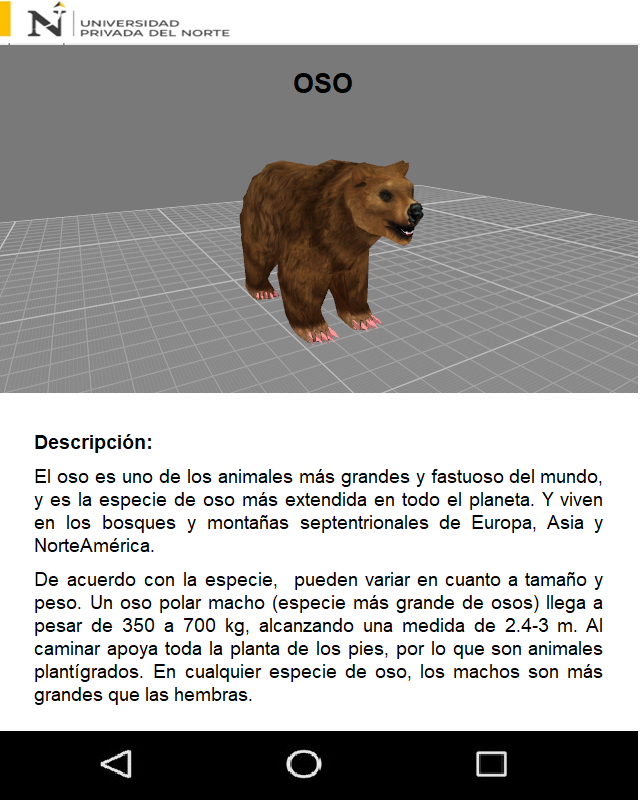 UNIVERSIDAD
PRIVADA DEL NORTE
OSO
Descripción:
El oso es uno de los animales más grandes y fastuoso del mundo,
y es la especie de oso más extendida en todo el planeta. Y viven
en los bosques y montañas septentrionales de Europa, Asia y
NorteAmérica.
De acuerdo con la especie, pueden variar en cuanto a tamaño y
peso. Un oso polar macho (especie más grande de osos) llega a
pesar de 350 a 700 kg, alcanzando una medida de 2.4-3 m. Al
caminar apoya toda la planta de los pies, por lo que son animales
plantígrados. En cualquier especie de oso, los machos son más
grandes que las hembras.